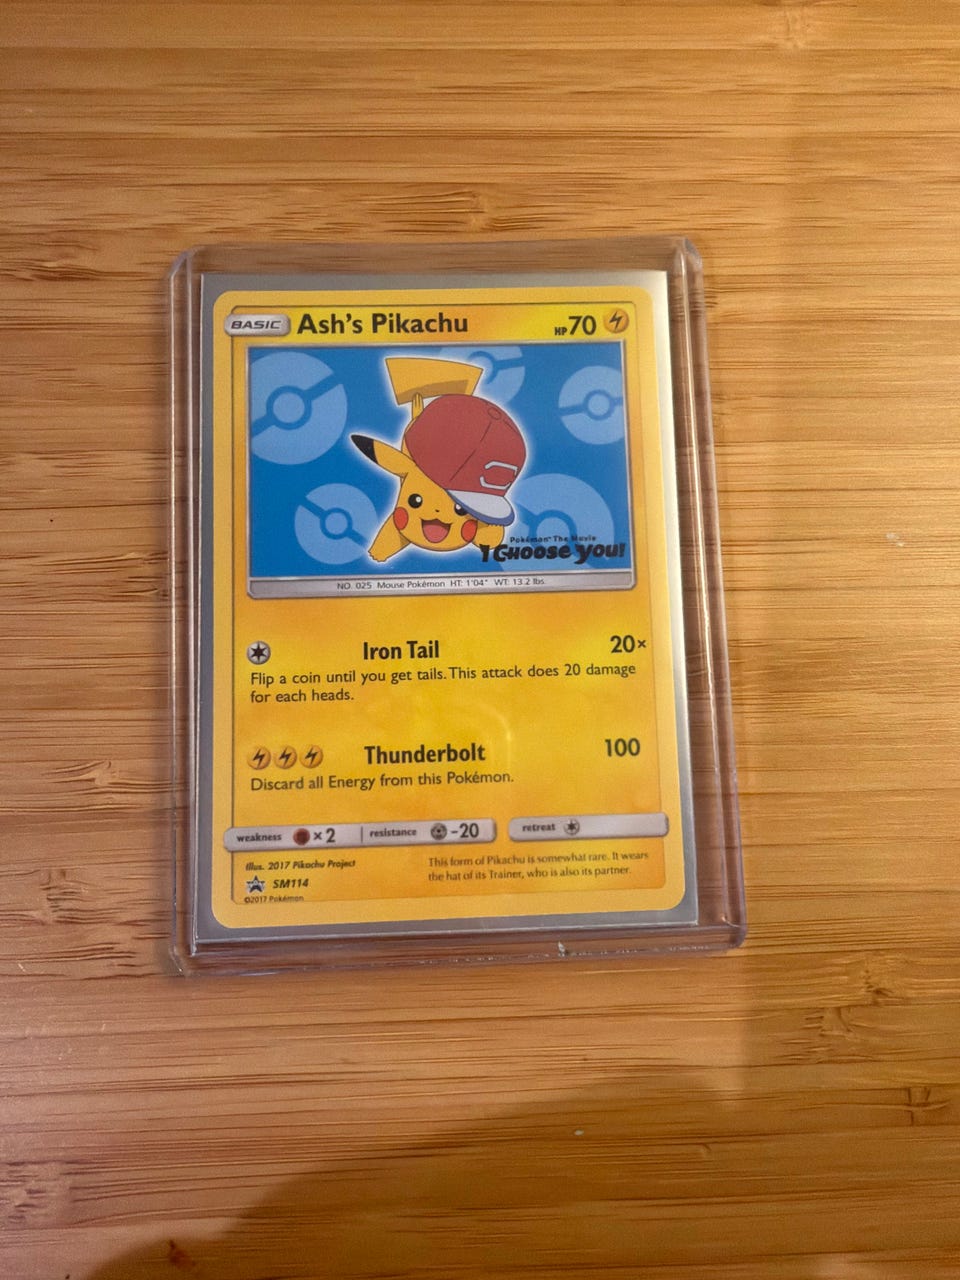 BASIC Ash's Pikachu HP 70
Pokémon The Movie
I Choose You!
NO. 025 Mouse Pokémon HT: 1'04" WT: 13.2 lbs.
Iron Tail 20×
Flip a coin until you get tails. This attack does 20 damage
for each heads.
Thunderbolt 100
Discard all Energy from this Pokémon.
weakness ×2 resistance -20 retreat
Illus. 2017 Pikachu Project
SM114
©2017 Pokémon
This form of Pikachu is somewhat rare. It wears
the hat of its Trainer, who is also its partner.